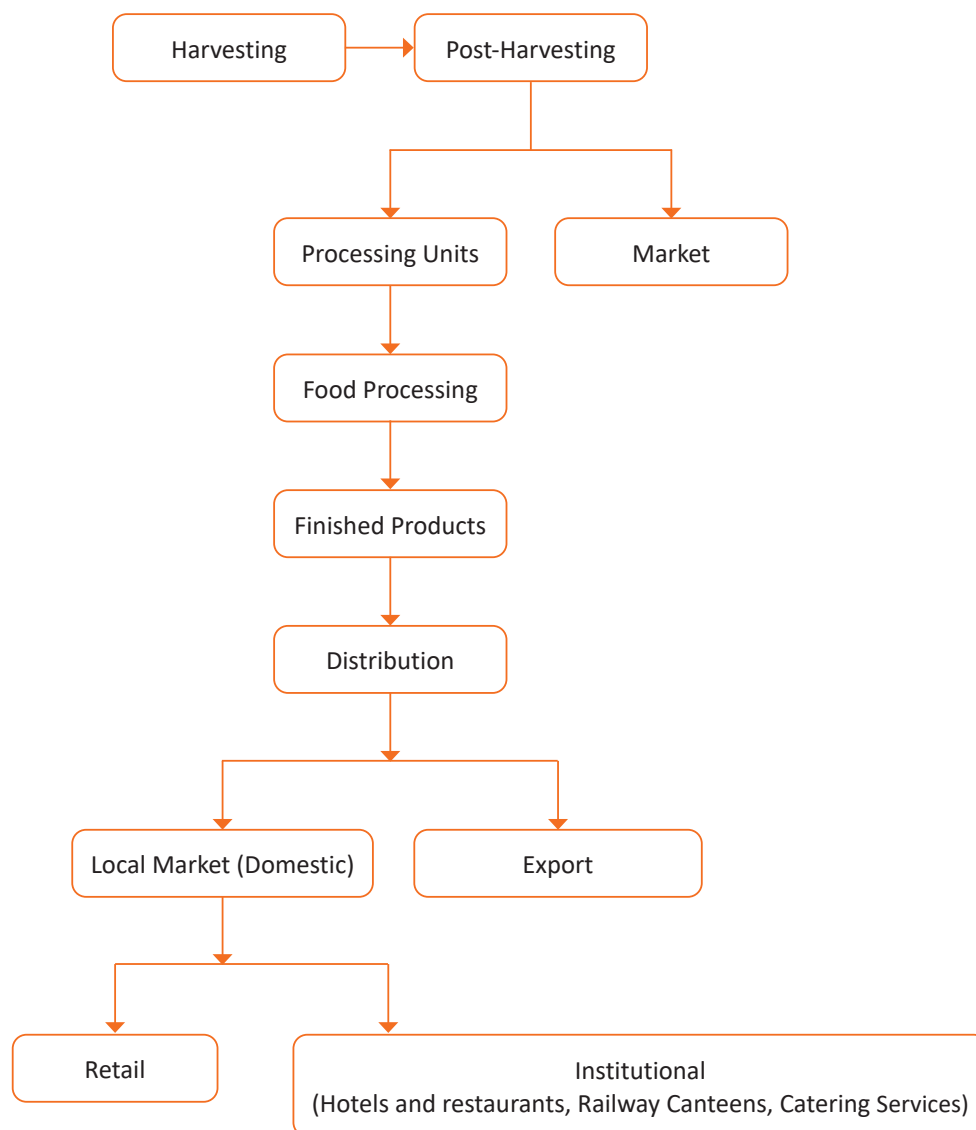 Harvesting
Post-Harvesting
Processing Units
Market
Food Processing
Finished Products
Distribution
Local Market (Domestic)
Export
Retail
Institutional
(Hotels and restaurants, Railway Canteens, Catering Services)